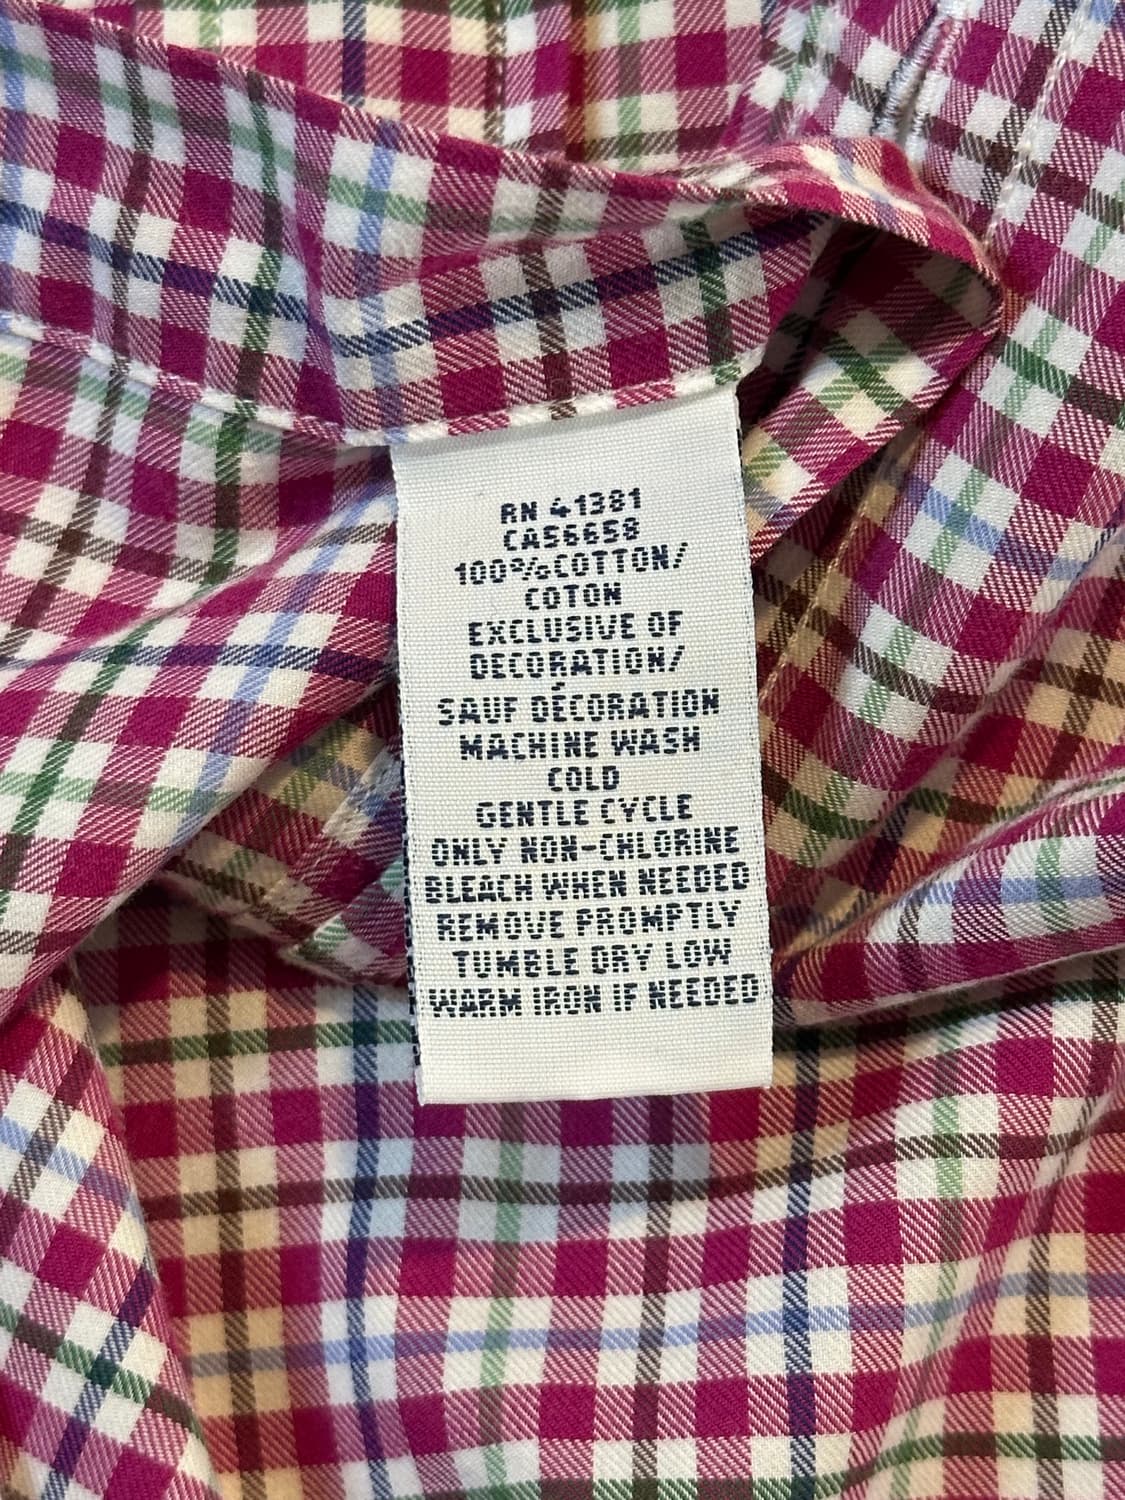 RN 41381
CA56658
100%COTTON/
COTON
EXCLUSIVE OF
DECORATION/
SAUF DÉCORATION
MACHINE WASH
COLD
GENTLE CYCLE
ONLY NON-CHLORINE
BLEACH WHEN NEEDED
REMOVE PROMPTLY
TUMBLE DRY LOW
WARM IRON IF NEEDED